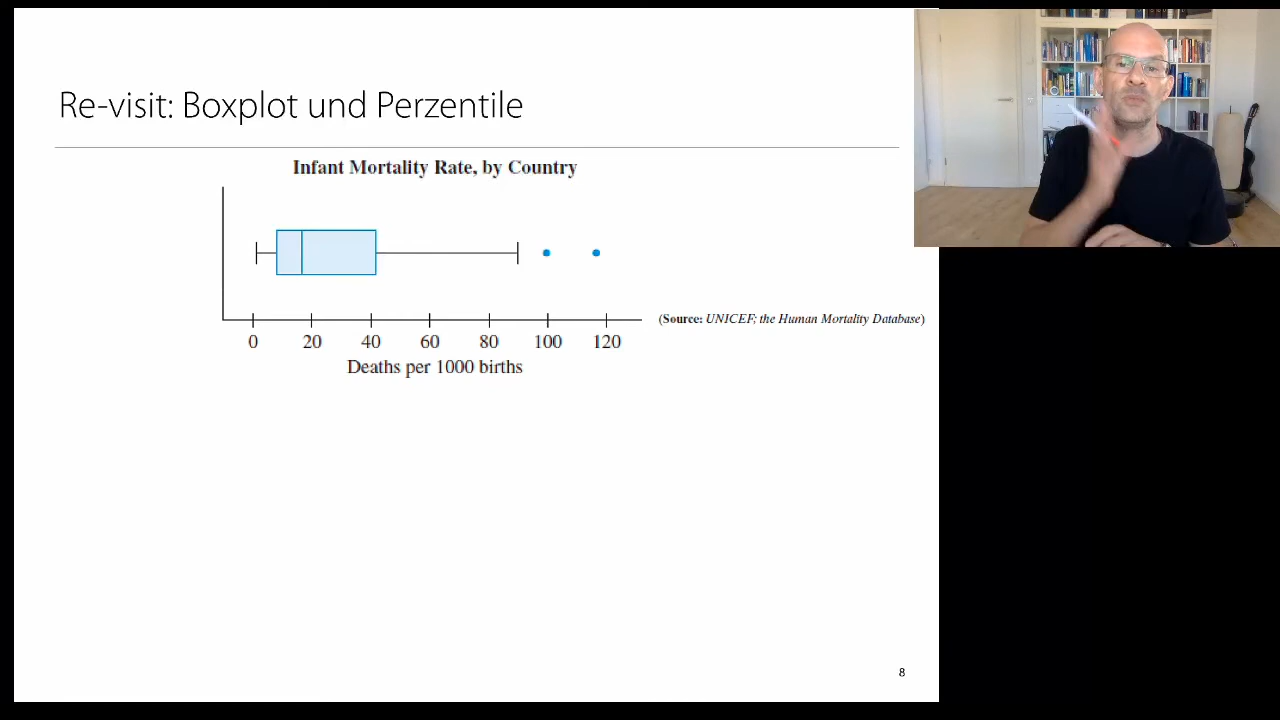 Re-visit: Boxplot und Perzentile
Infant Mortality Rate, by Country
(Source: UNICEF; the Human Mortality Database)
0 20 40 60 80 100 120
Deaths per 1000 births
8